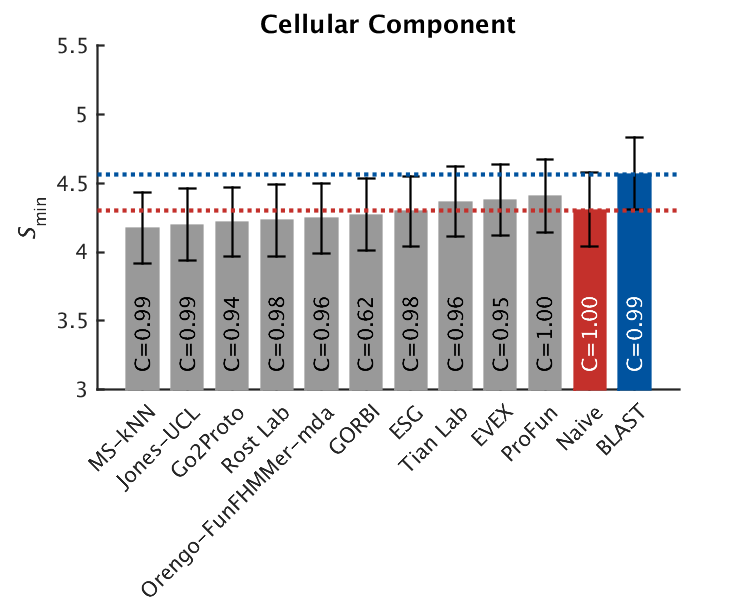 Cellular Component
5.5
5
4.5
4
3.5
3
Smin
C=0.99
C=0.99
C=0.94
C=0.98
C=0.96
C=0.62
C=0.98
C=0.96
C=0.95
C=1.00
C=1.00
C=0.99
MS-kNN
Jones-UCL
Go2Proto
Rost Lab
Orengo-FunFHMMer-mda
GORBI
ESG
Tian Lab
EVEX
ProFun
Naive
BLAST